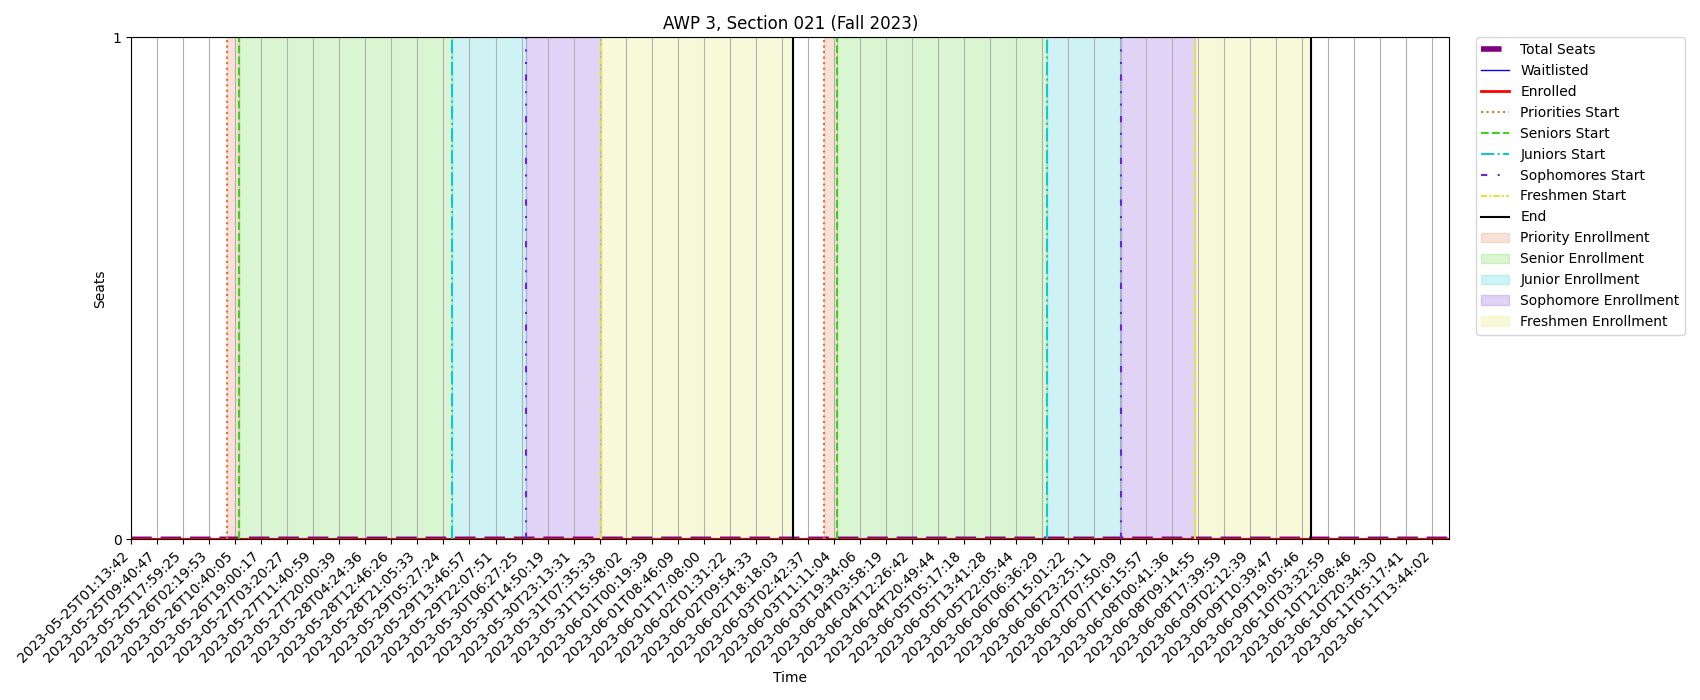 AWP 3, Section 021 (Fall 2023)
1
0
Seats
2023-05-25T01:13:42
2023-05-25T09:40:47
2023-05-25T17:59:25
2023-05-26T02:19:53
2023-05-26T10:40:05
2023-05-26T19:00:17
2023-05-27T03:20:27
2023-05-27T11:40:59
2023-05-27T20:00:39
2023-05-28T04:24:36
2023-05-28T12:46:26
2023-05-28T21:05:33
2023-05-29T05:27:24
2023-05-29T13:46:57
2023-05-29T22:07:51
2023-05-30T06:27:25
2023-05-30T14:50:19
2023-05-30T23:13:31
2023-05-31T07:35:33
2023-05-31T15:58:02
2023-06-01T00:19:39
2023-06-01T08:46:09
2023-06-01T17:08:00
2023-06-02T01:31:22
2023-06-02T09:54:33
2023-06-02T18:18:03
2023-06-03T02:42:37
2023-06-03T11:11:04
2023-06-03T19:34:06
2023-06-04T03:58:19
2023-06-04T12:26:42
2023-06-04T20:49:44
2023-06-05T05:17:18
2023-06-05T13:41:28
2023-06-05T22:05:44
2023-06-06T06:36:29
2023-06-06T15:01:22
2023-06-06T23:25:11
2023-06-07T07:50:09
2023-06-07T16:15:57
2023-06-08T00:41:36
2023-06-08T09:14:55
2023-06-08T17:39:59
2023-06-09T02:12:39
2023-06-09T10:39:47
2023-06-09T19:05:46
2023-06-10T03:32:59
2023-06-10T12:08:46
2023-06-10T20:34:30
2023-06-11T05:17:41
2023-06-11T13:44:02
Time
Total Seats
Waitlisted
Enrolled
Priorities Start
Seniors Start
Juniors Start
Sophomores Start
Freshmen Start
End
Priority Enrollment
Senior Enrollment
Junior Enrollment
Sophomore Enrollment
Freshmen Enrollment